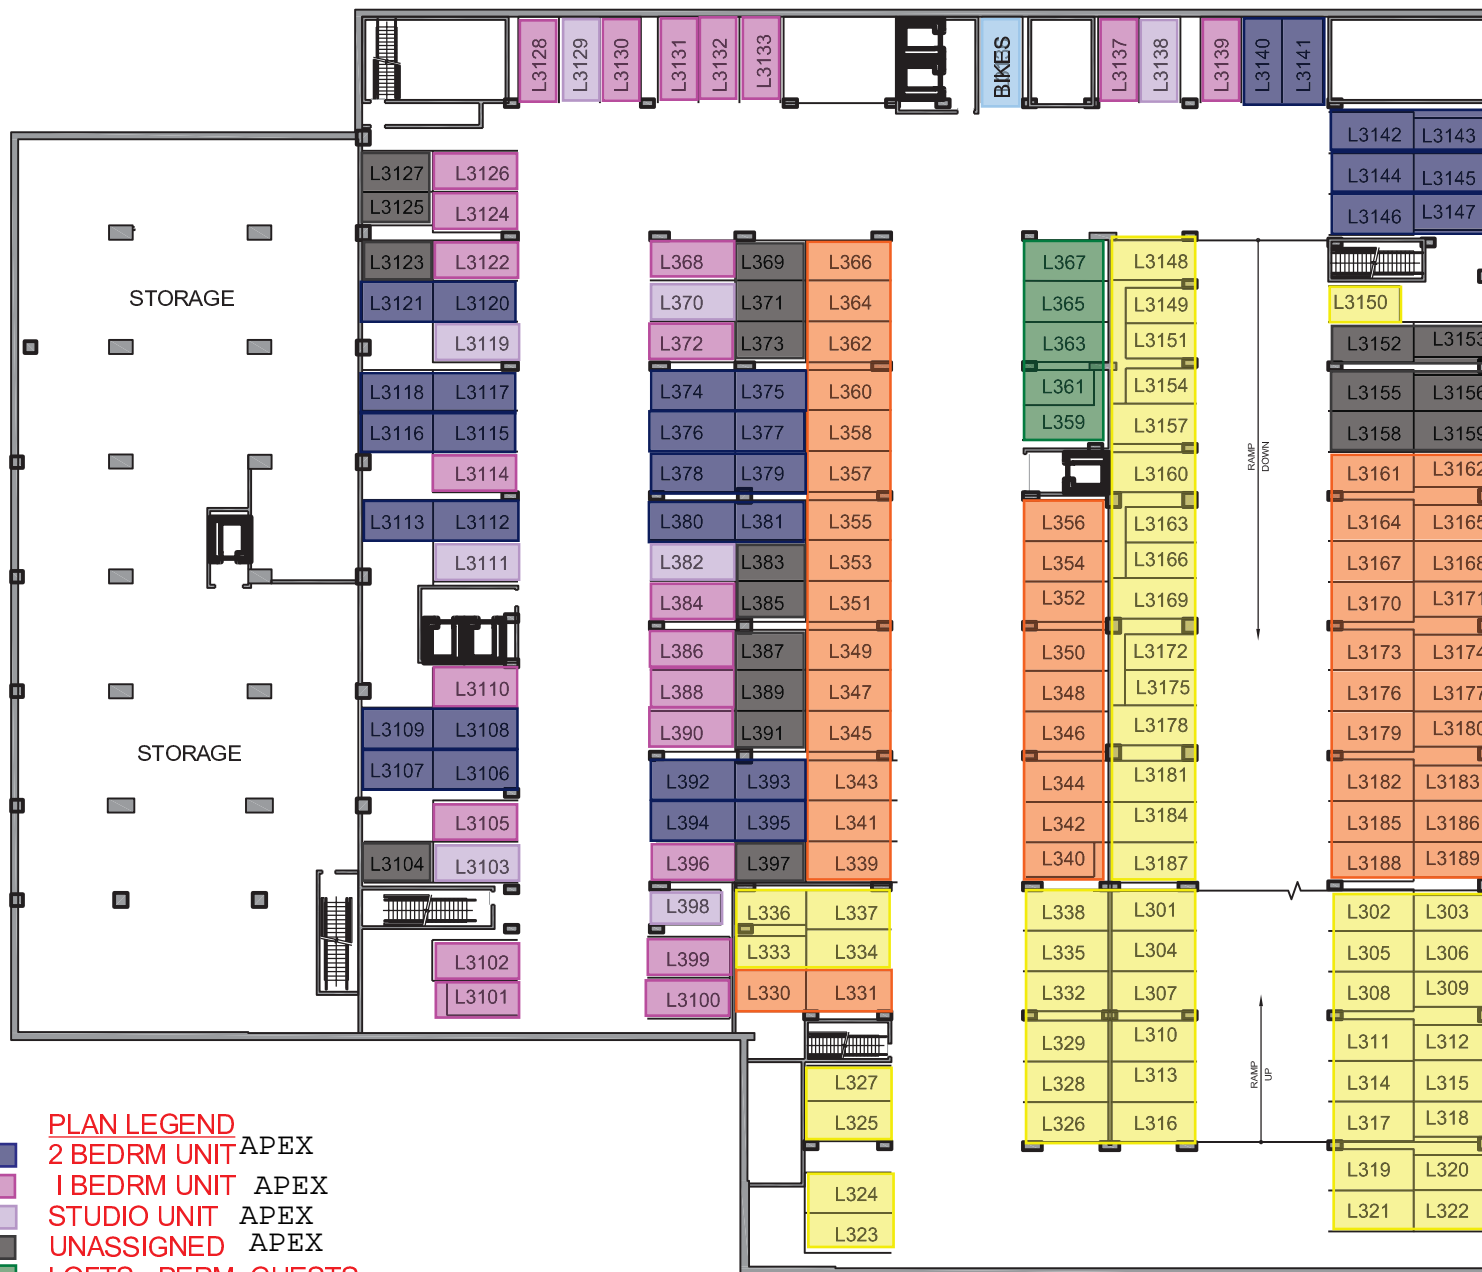 L3128 L3129 L3130 L3131 L3132 L3133 BIKES L3137 L3138 L3139 L3140 L3141
L3142 L3143
L3127 L3126 L3144 L3145
L3125 L3124 L3146 L3147
L3123 L3122 L368 L369 L366 L367 L3148
STORAGE L3121 L3120 L370 L371 L364 L365 L3149 L3150
L3119 L372 L373 L362 L363 L3151 L3152 L3153
L3118 L3117 L374 L375 L360 L361 L3154 L3155 L3156
L3116 L3115 L376 L377 L358 L359 L3157 L3158 L3159
RAMP
DOWN
L3114 L378 L379 L357 L3160 L3161 L3162
L3113 L3112 L380 L381 L355 L356 L3163 L3164 L3165
L3111 L382 L383 L353 L354 L3166 L3167 L3168
L384 L385 L351 L352 L3169 L3170 L3171
L386 L387 L349 L350 L3172 L3173 L3174
L3110 L388 L389 L347 L348 L3175 L3176 L3177
L3109 L3108 L390 L391 L345 L346 L3178 L3179 L3180
STORAGE
L3107 L3106 L392 L393 L343 L344 L3181 L3182 L3183
L3105 L394 L395 L341 L342 L3184 L3185 L3186
L3104 L3103 L396 L397 L339 L340 L3187 L3188 L3189
L398 L336 L337 L338 L301 L302 L303
L3102 L399 L333 L334 L335 L304 L305 L306
L3101 L3100 L330 L331 L332 L307 L308 L309
L329 L310 L311 L312
RAMP
UP
L327 L328 L313 L314 L315
L325 L326 L316 L317 L318
L324 L319 L320
L323 L321 L322
PLAN LEGEND
2 BEDRM UNIT APEX
I BEDRM UNIT APEX
STUDIO UNIT APEX
UNASSIGNED APEX